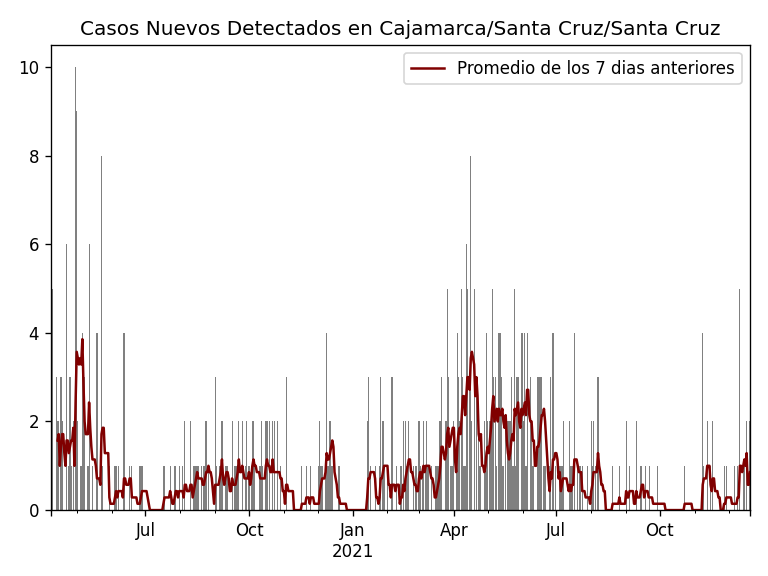 Casos Nuevos Detectados en Cajamarca/Santa Cruz/Santa Cruz
Promedio de los 7 dias anteriores
10
8
6
4
2
0
Jul Oct Jan Apr Jul Oct
2021